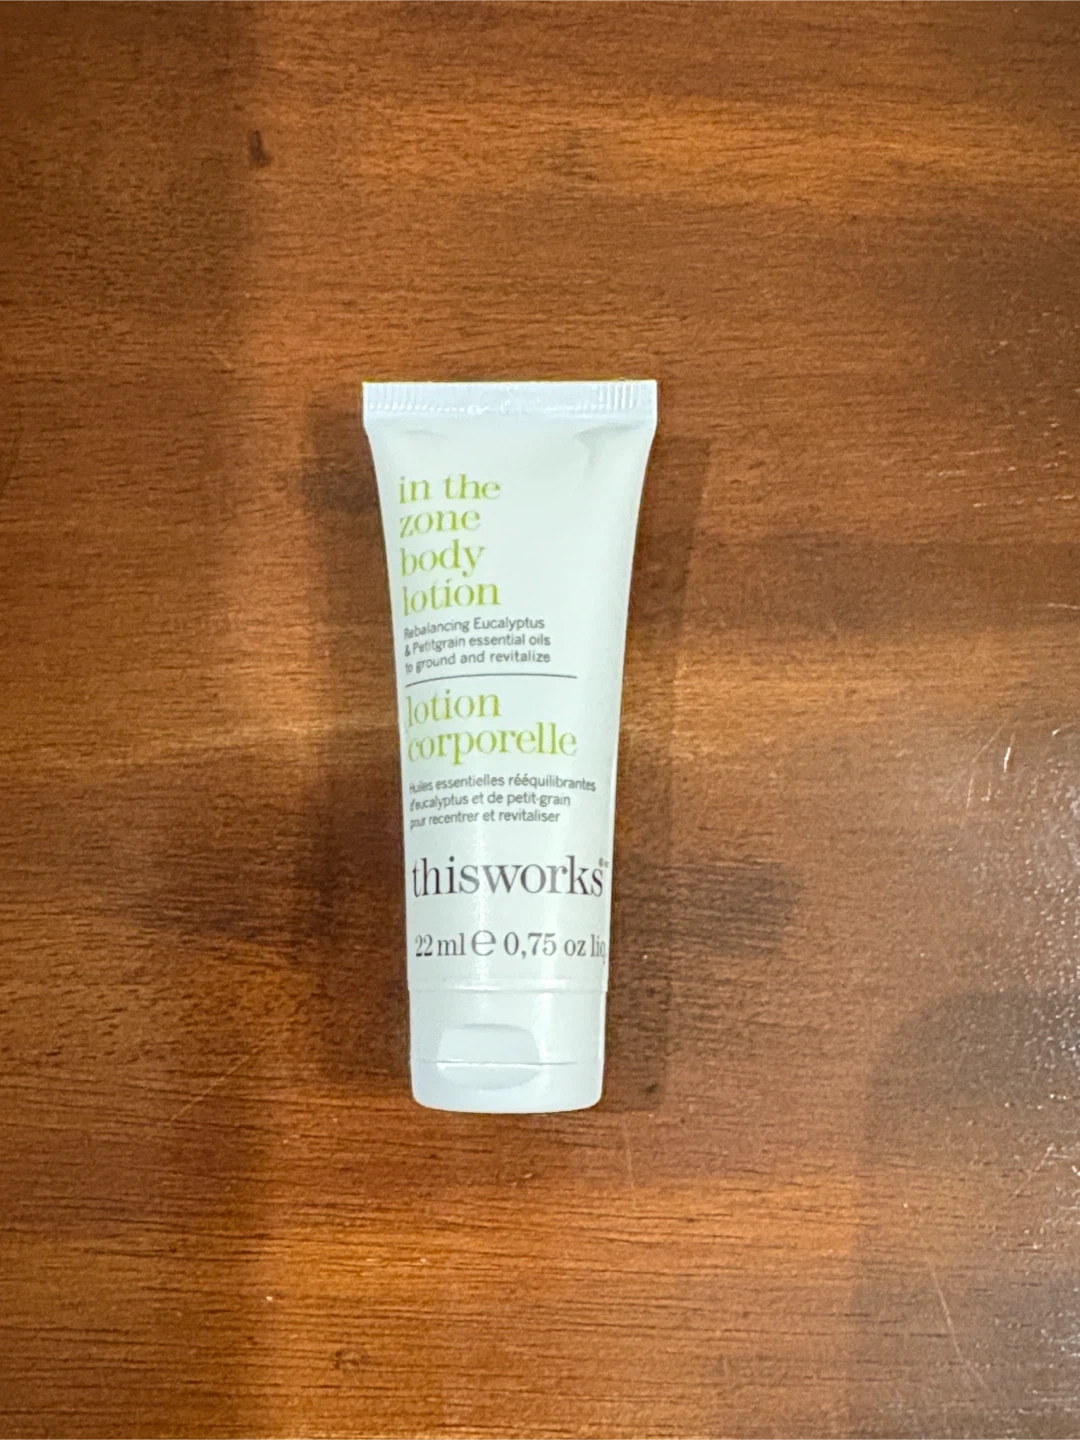 in the
zone
body
lotion
Rebalancing Eucalyptus
& Petitgrain essential oils
to ground and revitalize
lotion
corporelle
Huiles essentielles rééquilibrantes
d'eucalyptus et de petit-grain
pour recentrer et revitaliser
thisworks®
22 ml ℮ 0,75 oz liq